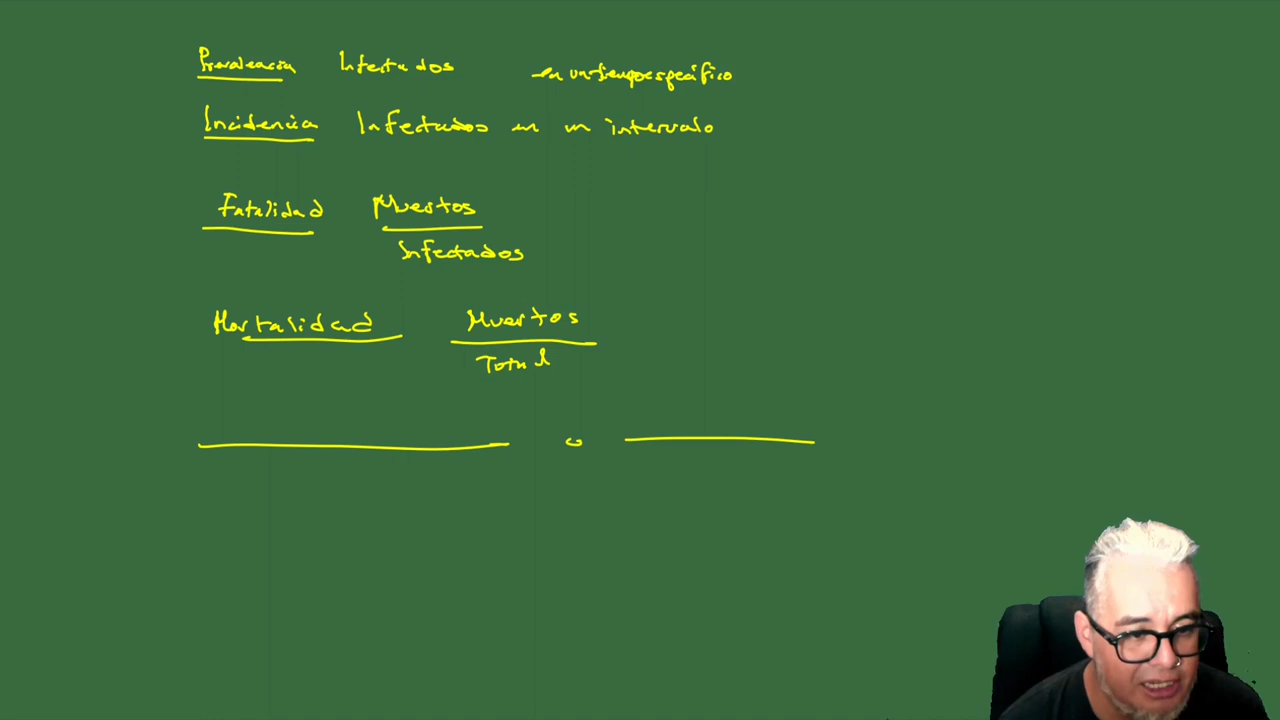 Prevalencia Infectados en un tiempo específico
Incidencia Infectados en un intervalo
Fatalidad Muertos
Infectados
Mortalidad Muertos
Total